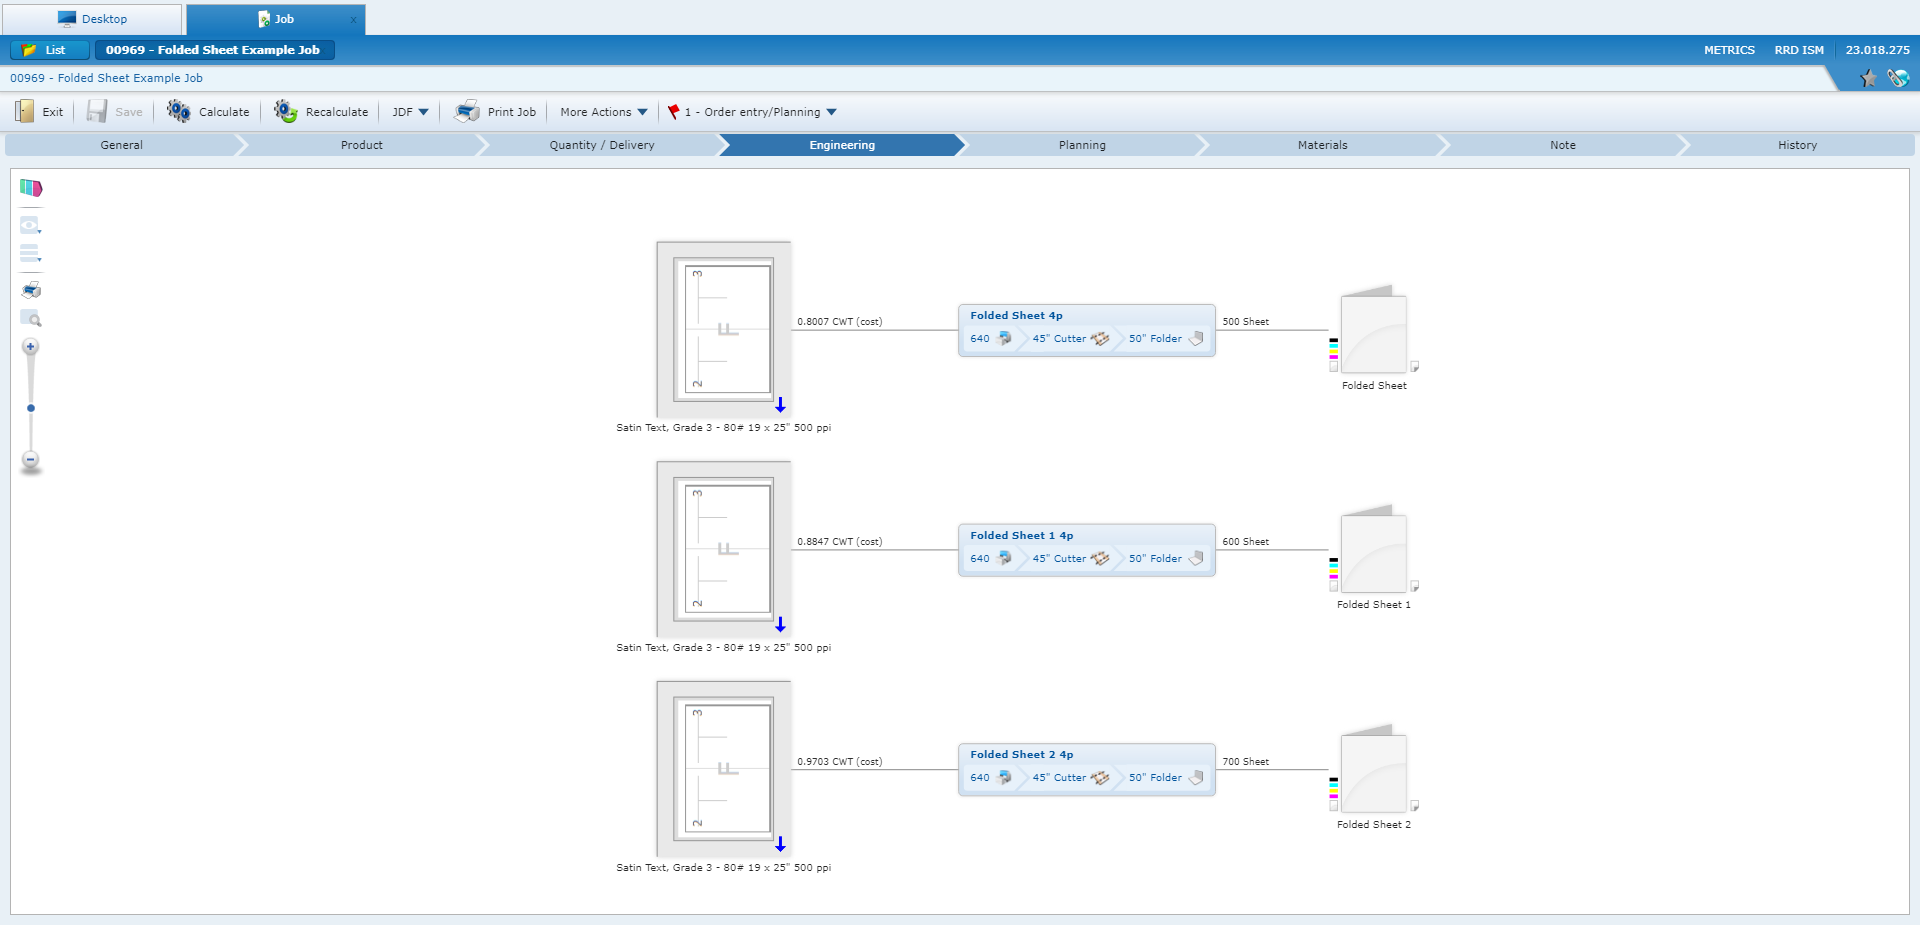 Desktop
Job
x
List
00969 - Folded Sheet Example Job
METRICS
RRD ISM
23.018.275
00969 - Folded Sheet Example Job
Exit
Save
Calculate
Recalculate
JDF
Print Job
More Actions
1 - Order entry/Planning
General
Product
Quantity / Delivery
Engineering
Planning
Materials
Note
History
3
F
2
0.8007 CWT (cost)
Folded Sheet 4p
640
45" Cutter
50" Folder
500 Sheet
Folded Sheet
Satin Text, Grade 3 - 80# 19 x 25" 500 ppi
3
F
2
0.8847 CWT (cost)
Folded Sheet 1 4p
640
45" Cutter
50" Folder
600 Sheet
Folded Sheet 1
Satin Text, Grade 3 - 80# 19 x 25" 500 ppi
3
F
2
0.9703 CWT (cost)
Folded Sheet 2 4p
640
45" Cutter
50" Folder
700 Sheet
Folded Sheet 2
Satin Text, Grade 3 - 80# 19 x 25" 500 ppi